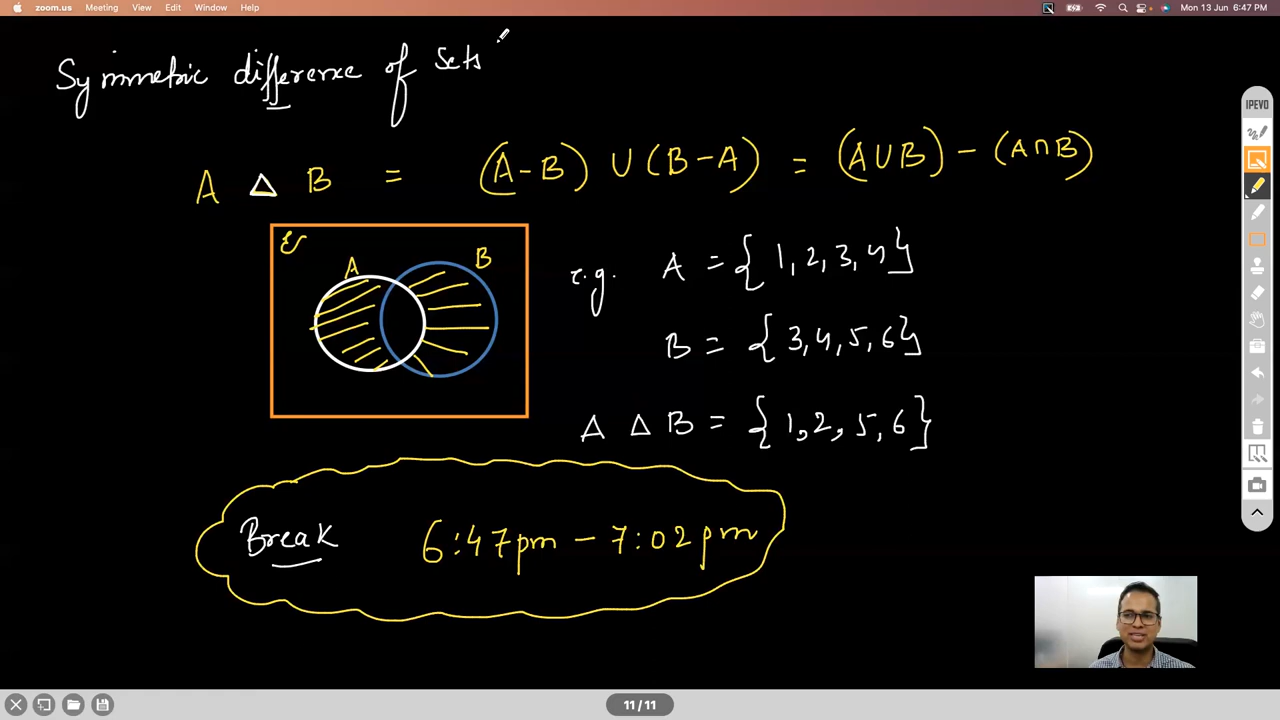 zoom.us Meeting View Edit Window Help Mon 13 Jun 6:47 PM
Symmetric difference of sets
A Δ B = (A-B) ∪ (B-A) = (A∪B) - (A∩B)
A B
e.g. A = {1,2,3,4}
B = {3,4,5,6}
A Δ B = {1,2,5,6}
Break 6:47pm - 7:02pm
IPEVO
11/11